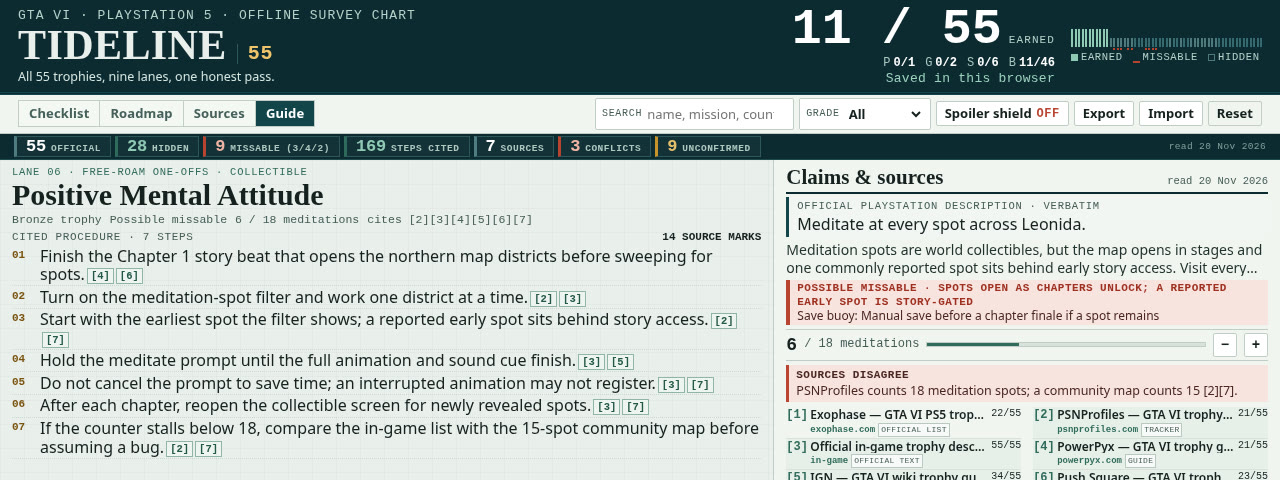 GTA VI · PLAYSTATION 5 · OFFLINE SURVEY CHART
TIDELINE 55
All 55 trophies, nine lanes, one honest pass.
11 / 55 EARNED
P 0/1 G 0/2 S 0/6 B 11/46
Saved in this browser
EARNED MISSABLE HIDDEN
Checklist Roadmap Sources Guide
SEARCH name, mission, coun
GRADE All
Spoiler shield OFF
Export Import Reset
55 OFFICIAL 28 HIDDEN 9 MISSABLE (3/4/2) 169 STEPS CITED 7 SOURCES 3 CONFLICTS 9 UNCONFIRMED
read 20 Nov 2026
LANE 06 · FREE-ROAM ONE-OFFS · COLLECTIBLE
Positive Mental Attitude
Bronze trophy Possible missable 6 / 18 meditations cites [2][3][4][5][6][7]
CITED PROCEDURE · 7 STEPS 14 SOURCE MARKS
01 Finish the Chapter 1 story beat that opens the northern map districts before sweeping for
spots. [4] [6]
02 Turn on the meditation-spot filter and work one district at a time. [2] [3]
03 Start with the earliest spot the filter shows; a reported early spot sits behind story access. [2]
[7]
04 Hold the meditate prompt until the full animation and sound cue finish. [3] [5]
05 Do not cancel the prompt to save time; an interrupted animation may not register. [3] [7]
06 After each chapter, reopen the collectible screen for newly revealed spots. [3] [7]
07 If the counter stalls below 18, compare the in-game list with the 15-spot community map before
assuming a bug. [2] [7]
Claims & sources read 20 Nov 2026
OFFICIAL PLAYSTATION DESCRIPTION · VERBATIM
Meditate at every spot across Leonida.
Meditation spots are world collectibles, but the map opens in stages and
one commonly reported spot sits behind early story access. Visit every…
POSSIBLE MISSABLE · SPOTS OPEN AS CHAPTERS UNLOCK; A REPORTED
EARLY SPOT IS STORY-GATED
Save buoy: Manual save before a chapter finale if a spot remains
6 / 18 meditations − +
SOURCES DISAGREE
PSNProfiles counts 18 meditation spots; a community map counts 15 [2][7].
[1] Exophase — GTA VI PS5 trop… 22/55
exophase.com OFFICIAL LIST
[2] PSNProfiles — GTA VI trophy… 21/55
psnprofiles.com TRACKER
[3] Official in-game trophy desc… 55/55
in-game OFFICIAL TEXT
[4] PowerPyx — GTA VI trophy g… 21/55
powerpyx.com GUIDE
[5] IGN — GTA VI wiki trophy gu… 34/55
[6] Push Square — GTA VI troph… 23/55